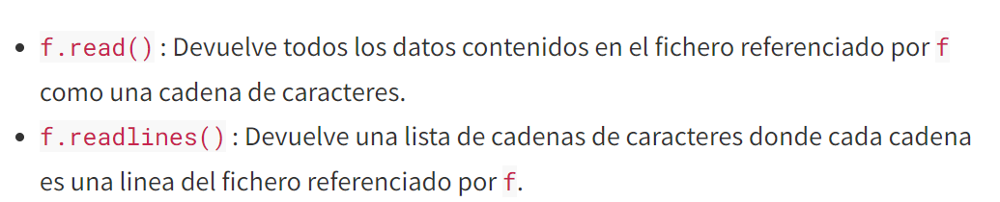 • f.read() : Devuelve todos los datos contenidos en el fichero referenciado por f
como una cadena de caracteres.
• f.readlines() : Devuelve una lista de cadenas de caracteres donde cada cadena
es una linea del fichero referenciado por f.